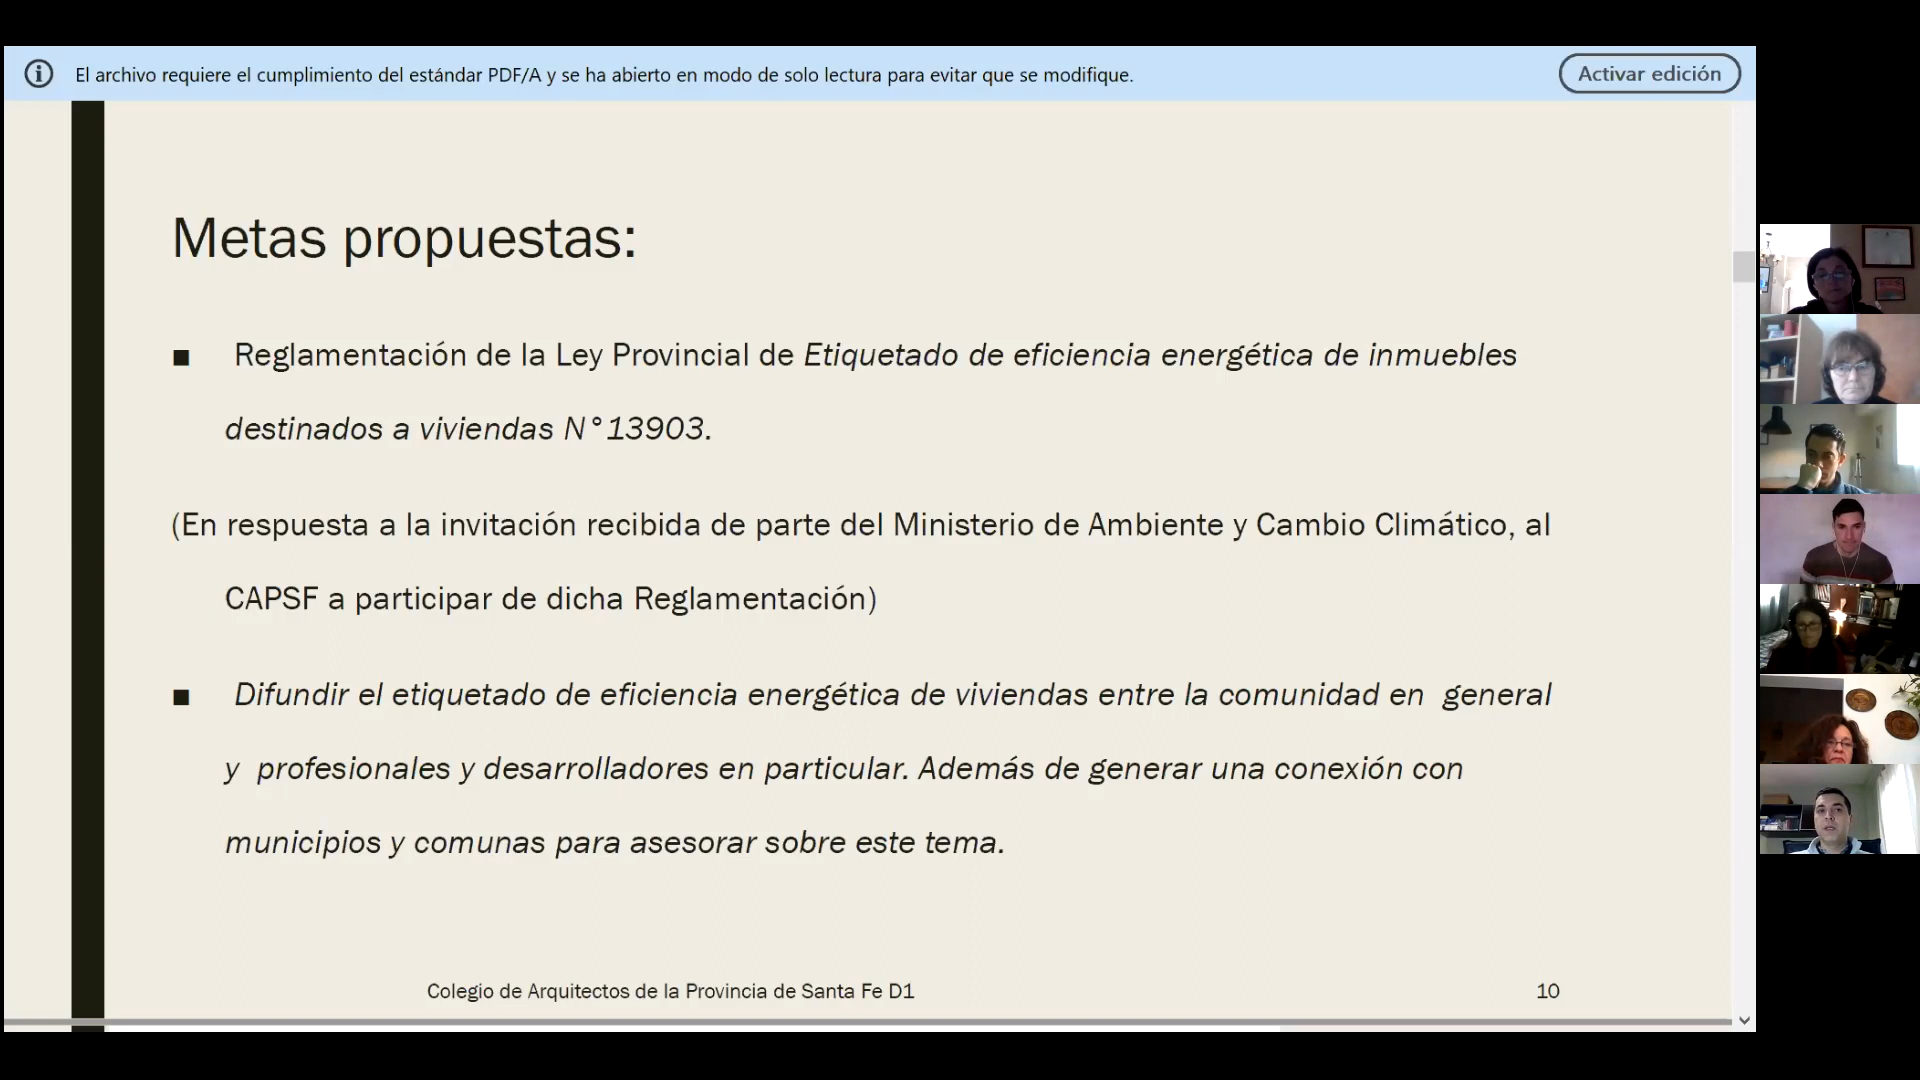 El archivo requiere el cumplimiento del estándar PDF/A y se ha abierto en modo de solo lectura para evitar que se modifique.
Activar edición
Metas propuestas:
■ Reglamentación de la Ley Provincial de Etiquetado de eficiencia energética de inmuebles
destinados a viviendas N°13903.
(En respuesta a la invitación recibida de parte del Ministerio de Ambiente y Cambio Climático, al
CAPSF a participar de dicha Reglamentación)
■ Difundir el etiquetado de eficiencia energética de viviendas entre la comunidad en general
y profesionales y desarrolladores en particular. Además de generar una conexión con
municipios y comunas para asesorar sobre este tema.
Colegio de Arquitectos de la Provincia de Santa Fe D1
10